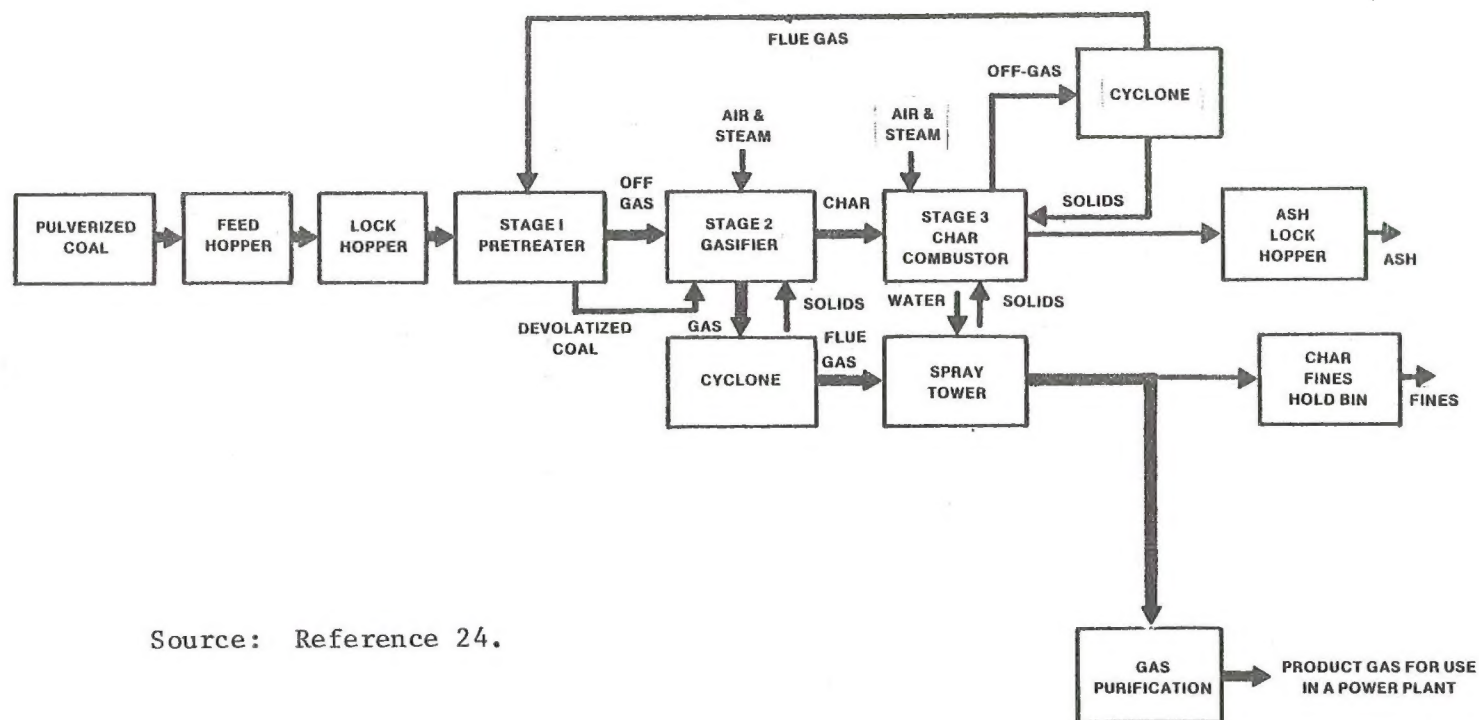 FLUE GAS
OFF-GAS
CYCLONE
AIR &
STEAM
AIR &
STEAM
PULVERIZED
COAL
FEED
HOPPER
LOCK
HOPPER
STAGE I
PRETREATER
OFF
GAS
STAGE 2
GASIFIER
CHAR
STAGE 3
CHAR
COMBUSTOR
SOLIDS
ASH
LOCK
HOPPER
ASH
DEVOLATIZED
COAL
GAS
SOLIDS
WATER
SOLIDS
CYCLONE
FLUE
GAS
SPRAY
TOWER
CHAR
FINES
HOLD BIN
FINES
Source: Reference 24.
GAS
PURIFICATION
PRODUCT GAS FOR USE
IN A POWER PLANT